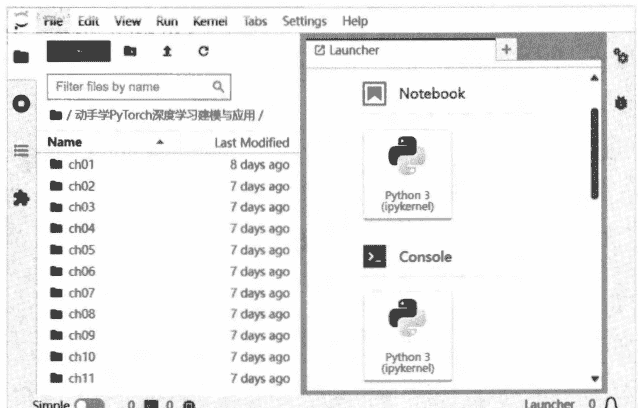 File Edit View Run Kernel Tabs Settings Help
Launcher
Filter files by name
/ 动手学PyTorch深度学习建模与应用 /
Name Last Modified
ch01 8 days ago
ch02 7 days ago
ch03 7 days ago
ch04 7 days ago
ch05 7 days ago
ch06 7 days ago
ch07 7 days ago
ch08 7 days ago
ch09 7 days ago
ch10 7 days ago
ch11 7 days ago
Notebook
Python 3
(ipykernel)
Console
Python 3
(ipykernel)
Simple 0 0 Launcher 0